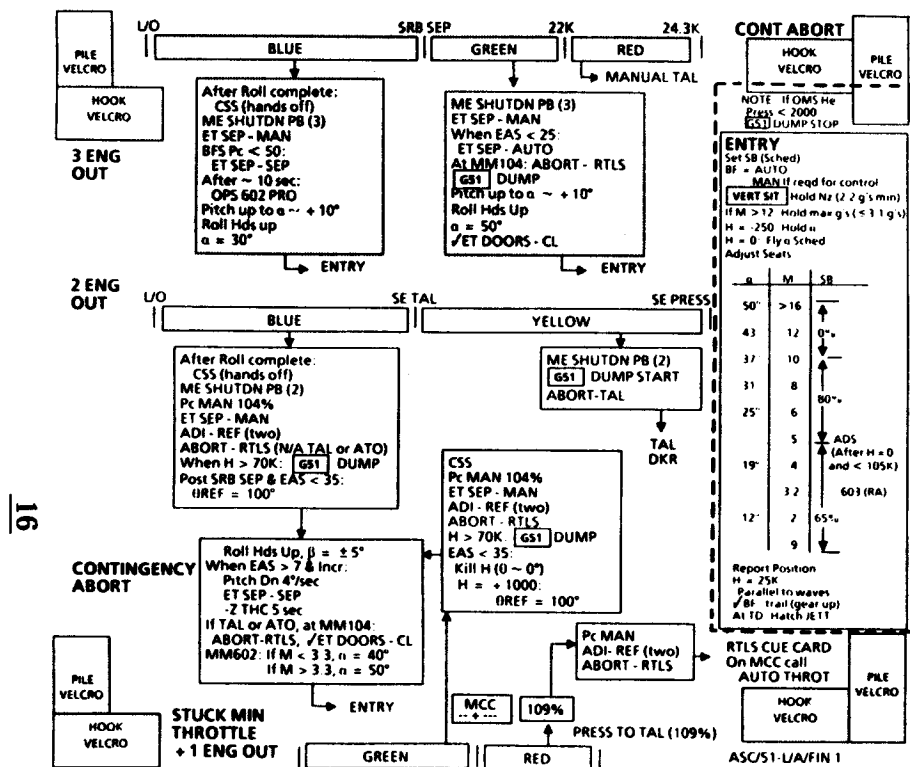 L/O SRB SEP 22K 24.3K
BLUE GREEN RED
PILE VELCRO
HOOK VELCRO
3 ENG OUT
After Roll complete:
CSS (hands off)
ME SHUTDN PB (3)
ET SEP - MAN
BFS Pc < 50:
ET SEP - SEP
After ~ 10 sec:
OPS 602 PRO
Pitch up to α ~ + 10°
Roll Hds up
α = 30°
ENTRY
ME SHUTDN PB (3)
ET SEP - MAN
When EAS < 25:
ET SEP - AUTO
At MM104: ABORT - RTLS
G51 DUMP
Pitch up to α ~ + 10°
Roll Hds Up
α = 50°
✓ET DOORS - CL
ENTRY
MANUAL TAL
CONT ABORT
HOOK VELCRO
PILE VELCRO
NOTE If OMS He
Press < 2000
G51 DUMP STOP
ENTRY
Set SB (Sched)
BF = AUTO
MAN If reqd for control
VERT SIT Hold Nz (2.2 g's min)
If M > 12 Hold max g's (≤ 3.1 g's)
H = -250 Hold α
H = 0: Fly α Sched
Adjust Seats
α M SB
50° >16
43 12 0%
37 10
31 8
80%
25° 6
5 ADS
(After H = 0
19° 4 and < 105K)
3.2 603 (RA)
12° 2 65%
9
Report Position
H = 25K
Parallel to waves
✓BF trail (gear up)
At TD Hatch JETT
2 ENG OUT
L/O SE TAL SE PRESS
BLUE YELLOW
After Roll complete:
CSS (hands off)
ME SHUTDN PB (2)
Pc MAN 104%
ET SEP - MAN
ADI - REF (two)
ABORT - RTLS (N/A TAL or ATO)
When H > 70K: G51 DUMP
Post SRB SEP & EAS < 35:
θREF = 100°
ME SHUTDN PB (2)
G51 DUMP START
ABORT-TAL
TAL
DKR
CSS
Pc MAN 104%
ET SEP - MAN
ADI - REF (two)
ABORT - RTLS
H > 70K: G51 DUMP
EAS < 35:
Kill H (θ ~ 0°)
H = + 1000:
θREF = 100°
16
CONTINGENCY ABORT
Roll Hds Up, β = ± 5°
When EAS > 7 & Incr:
Pitch Dn 4°/sec
ET SEP - SEP
-Z THC 5 sec
If TAL or ATO, at MM104:
ABORT-RTLS, ✓ET DOORS - CL
MM602: If M < 3.3, α = 40°
If M > 3.3, α = 50°
ENTRY
PILE VELCRO
HOOK VELCRO
STUCK MIN
THROTTLE
+ 1 ENG OUT
MCC
-- + ---
109%
Pc MAN
ADI- REF (two)
ABORT - RTLS
PRESS TO TAL (109%)
GREEN RED
RTLS CUE CARD
On MCC call
AUTO THROT
HOOK VELCRO
PILE VELCRO
ASC/51-L/A/FIN 1